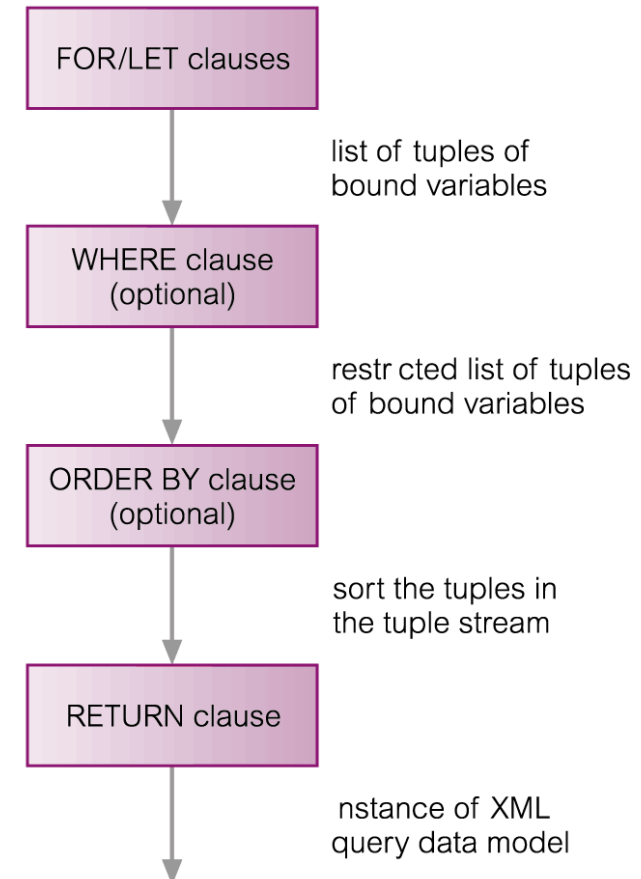 FOR/LET clauses
list of tuples of
bound variables
WHERE clause
(optional)
restr cted list of tuples
of bound variables
ORDER BY clause
(optional)
sort the tuples in
the tuple stream
RETURN clause
nstance of XML
query data model